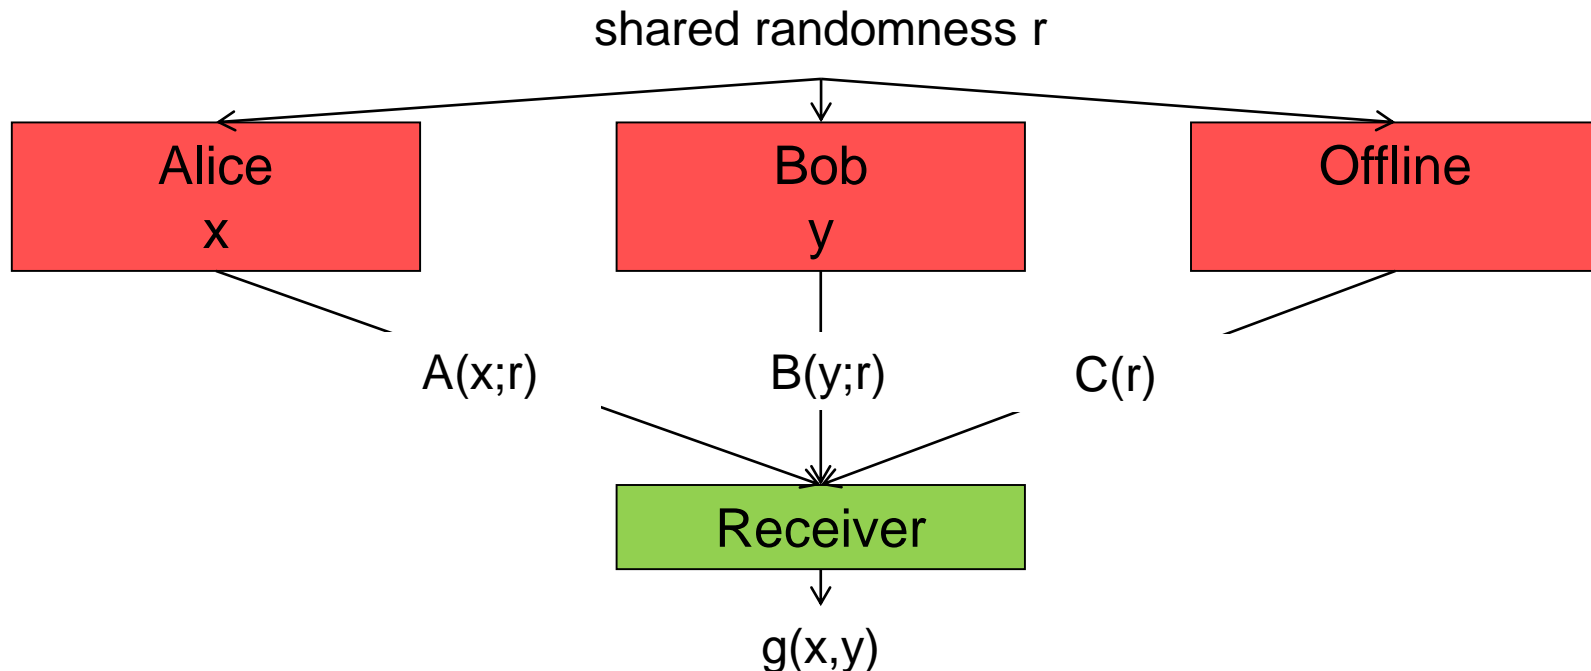 shared randomness r
Alice
x
Bob
y
Offline
A(x;r)
B(y;r)
C(r)
Receiver
g(x,y)